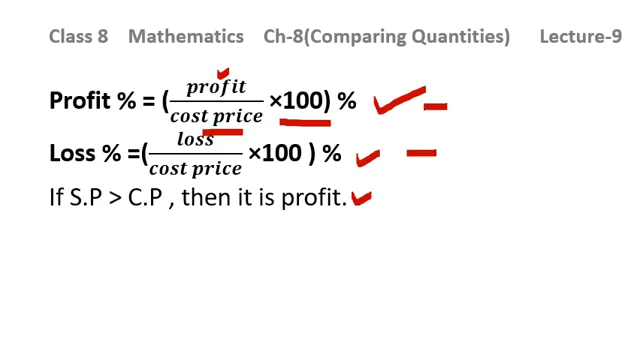 Class 8 Mathematics Ch-8(Comparing Quantities) Lecture-9
Profit % = (profit/cost price ×100) %
Loss % =(loss/cost price ×100 ) %
If S.P > C.P , then it is profit.